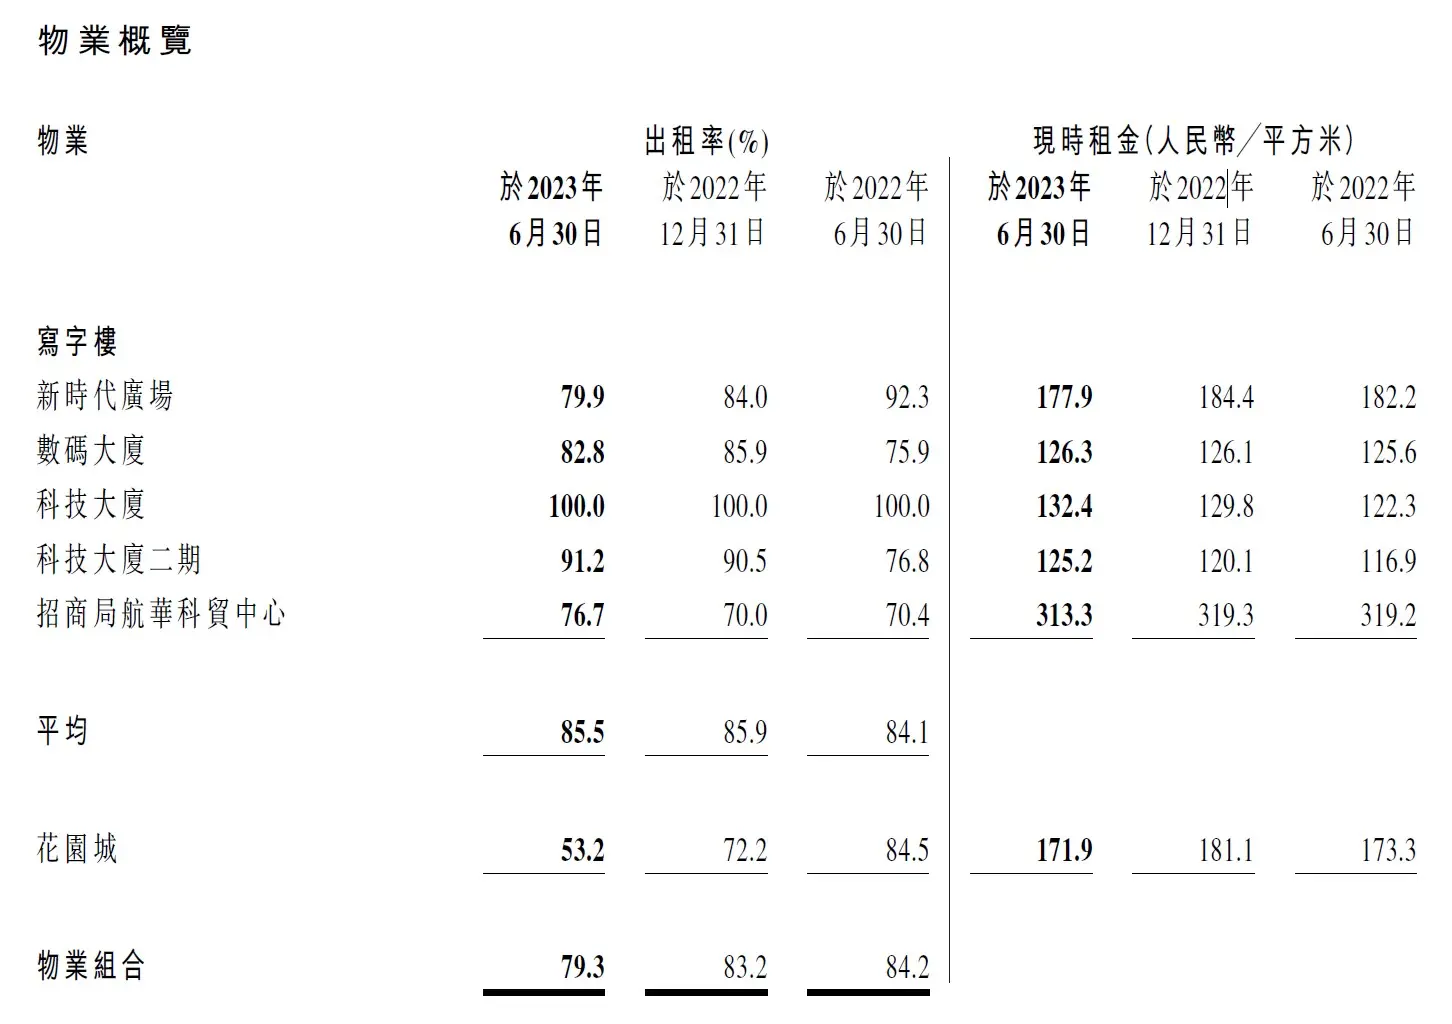 物業概覽
物業 出租率(%) 現時租金(人民幣╱平方米)
於2023年 於2022年 於2022年 於2023年 於2022年 於2022年
6月30日 12月31日 6月30日 6月30日 12月31日 6月30日
寫字樓
新時代廣場 79.9 84.0 92.3 177.9 184.4 182.2
數碼大廈 82.8 85.9 75.9 126.3 126.1 125.6
科技大廈 100.0 100.0 100.0 132.4 129.8 122.3
科技大廈二期 91.2 90.5 76.8 125.2 120.1 116.9
招商局航華科貿中心 76.7 70.0 70.4 313.3 319.3 319.2
平均 85.5 85.9 84.1
花園城 53.2 72.2 84.5 171.9 181.1 173.3
物業組合 79.3 83.2 84.2